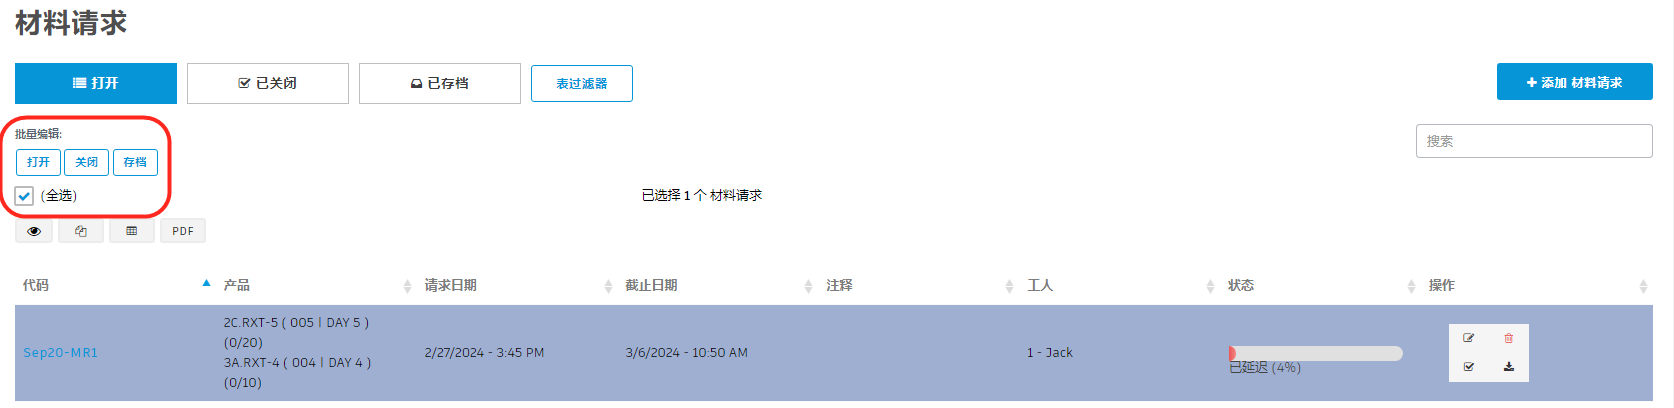 材料请求
打开
已关闭
已存档
表过滤器
添加 材料请求
批量编辑:
打开 关闭 存档
搜索
(全选)
已选择 1 个 材料请求
PDF
代码 产品 请求日期 截止日期 注释 工人 状态 操作
Sep20-MR1
2C.RXT-5 ( 005 | DAY 5 )
(0/20)
3A.RXT-4 ( 004 | DAY 4 )
(0/10)
2/27/2024 - 3:45 PM
3/6/2024 - 10:50 AM
1 - Jack
已延迟 (4%)